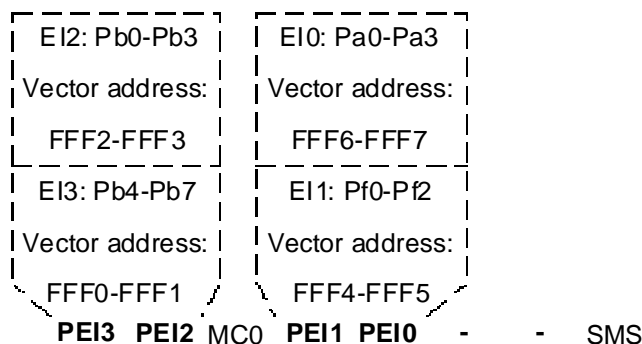 EI2: Pb0-Pb3
Vector address:
FFF2-FFF3
EI3: Pb4-Pb7
Vector address:
FFF0-FFF1
EI0: Pa0-Pa3
Vector address:
FFF6-FFF7
EI1: Pf0-Pf2
Vector address:
FFF4-FFF5
PEI3 PEI2 MC0 PEI1 PEI0 - - SMS